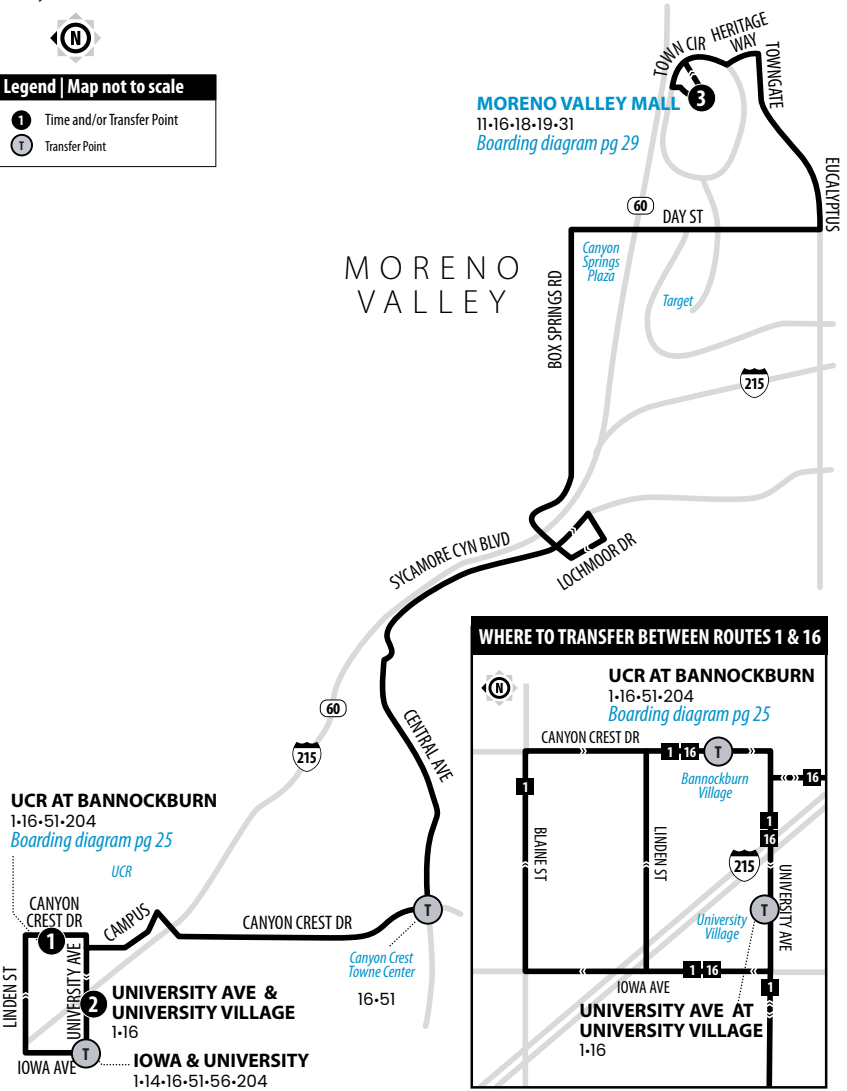 N
Legend | Map not to scale
1 Time and/or Transfer Point
T Transfer Point
TOWN CIR
HERITAGE
WAY
TOWNGATE
MORENO VALLEY MALL
3
11•16•18•19•31
Boarding diagram pg 29
EUCALYPTUS
60
DAY ST
MORENO
VALLEY
Canyon
Springs
Plaza
BOX SPRINGS RD
Target
215
SYCAMORE CYN BLVD
LOCHMOOR DR
60
215
CENTRAL AVE
UCR AT BANNOCKBURN
1•16•51•204
Boarding diagram pg 25
UCR
CANYON
CREST DR
1
CAMPUS
CANYON CREST DR
T
Canyon Crest
Towne Center
16•51
LINDEN ST
UNIVERSITY AVE
2
UNIVERSITY AVE &
UNIVERSITY VILLAGE
1•16
IOWA AVE
T
IOWA & UNIVERSITY
1•14•16•51•56•204
WHERE TO TRANSFER BETWEEN ROUTES 1 & 16
N
UCR AT BANNOCKBURN
1•16•51•204
Boarding diagram pg 25
CANYON CREST DR
1 16
T
Bannockburn
Village
16
1
BLAINE ST
LINDEN ST
1
16
215
UNIVERSITY AVE
University
Village
T
1 16
IOWA AVE
1
UNIVERSITY AVE AT
UNIVERSITY VILLAGE
1•16